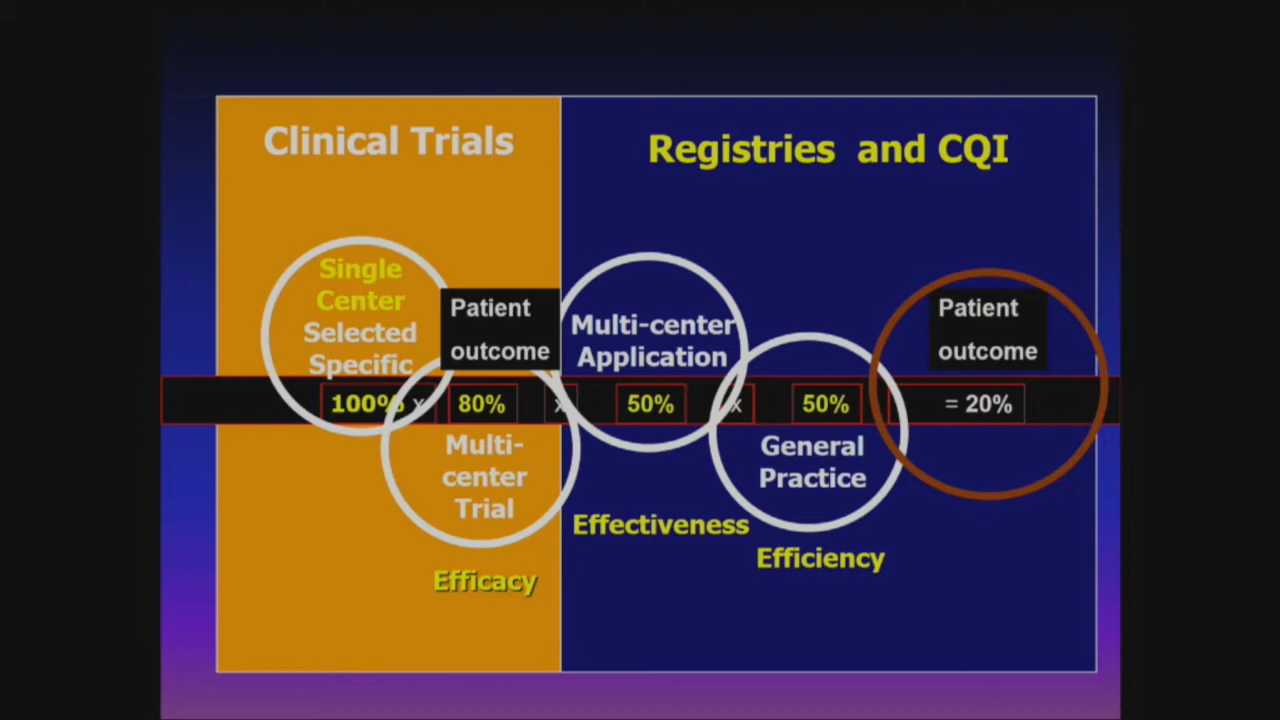 Clinical Trials
Registries and CQI
Single
Center
Selected
Specific
Patient
outcome
Multi-center
Application
Patient
outcome
100% x 80% x 50% x 50% = 20%
Multi-
center
Trial
General
Practice
Effectiveness
Efficiency
Efficacy